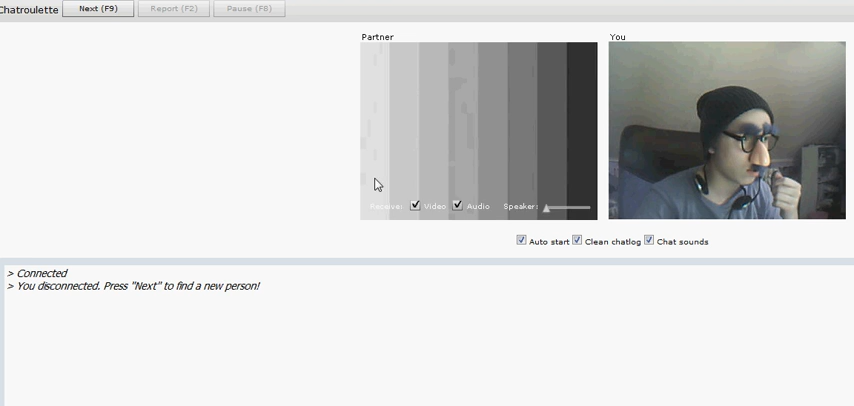 Chatroulette Next (F9) Report (F2) Pause (F8)
Partner
You
Receive: Video Audio Speaker:
Auto start Clean chatlog Chat sounds
> Connected
> You disconnected. Press "Next" to find a new person!